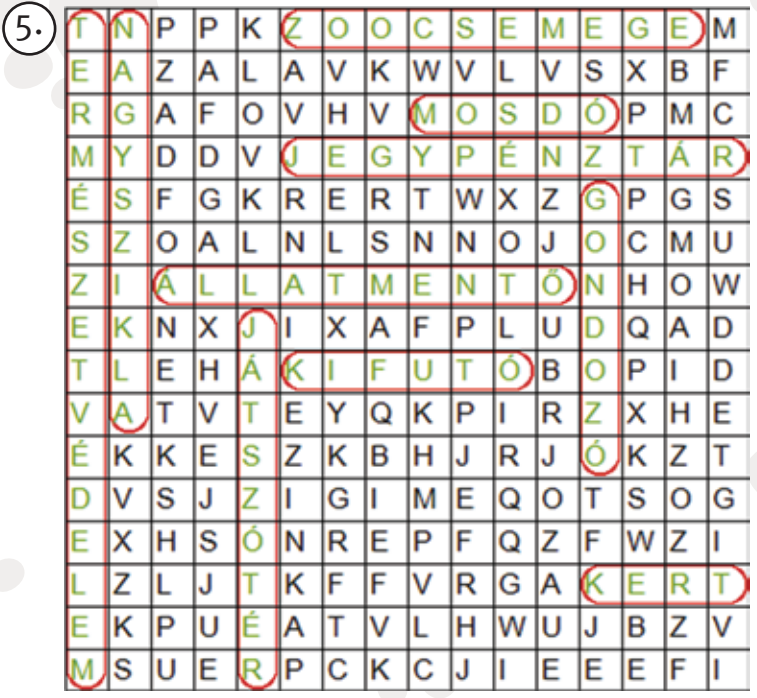 5.
T N P P K Z O O C S E M E G E M
E A Z A L A V K W V L V S X B F
R G A F O V H V M O S D Ó P M C
M Y D D V J E G Y P É N Z T Á R
É S F G K R E R T W X Z G P G S
S Z O A L N L S N N O J O C M U
Z I Á L L A T M E N T Ő N H O W
E K N X J I X A F P L U D Q A D
T L E H Á K I F U T Ó B O P I D
V A T V T E Y Q K P I R Z X H E
É K K E S Z K B H J R J Ó K Z T
D V S J Z I G I M E Q O T S O G
E X H S Ó N R E P F Q Z F W Z I
L Z L J T K F F V R G A K E R T
E K P U É A T V L H W U J B Z V
M S U E R P C K C J I E E E F I